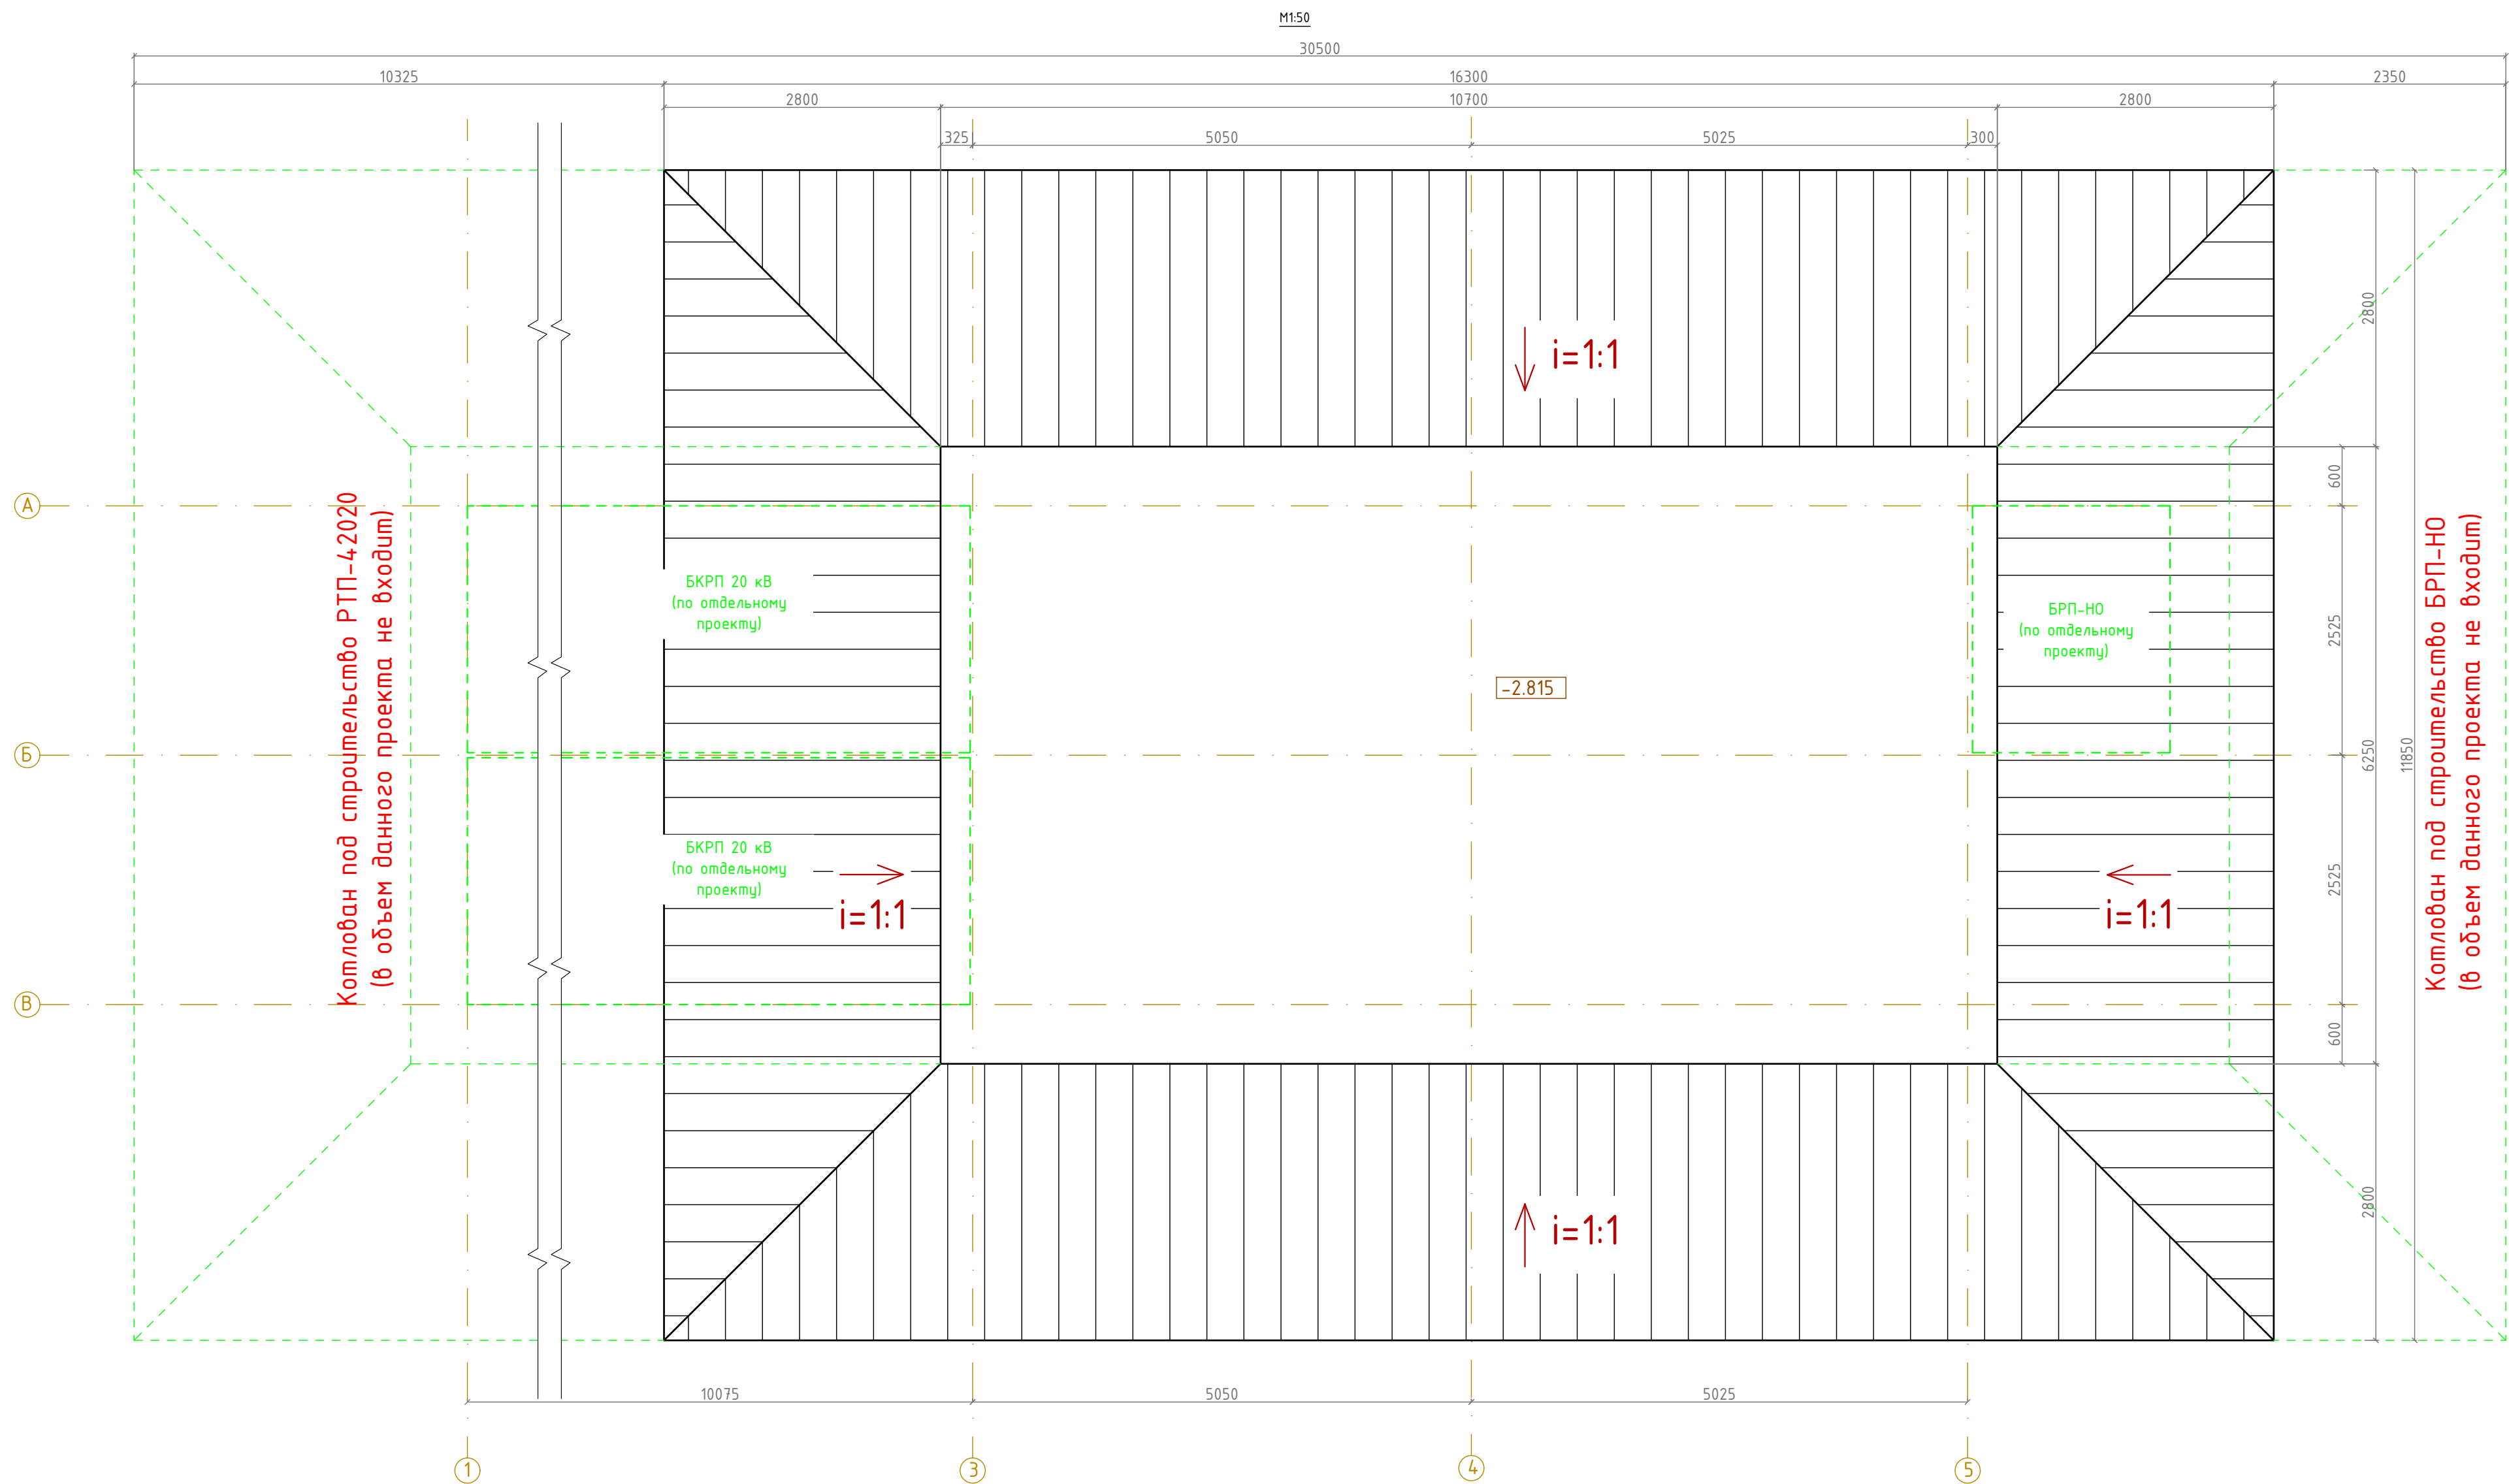 М1:50
30500
10325
16300
2350
2800
10700
2800
325
5050
5025
300
2800
i=1:1
А
600
Котлован под строительство РТП-42020
(в объем данного проекта не входит)
БКРП 20 кВ
(по отдельному
проекту)
БРП-НО
(по отдельному
проекту)
2525
Котлован под строительство БРП-НО
(в объем данного проекта не входит)
-2.815
Б
6250
11850
БКРП 20 кВ
(по отдельному
проекту)
i=1:1
i=1:1
2525
В
600
i=1:1
2800
10075
5050
5025
1
3
4
5